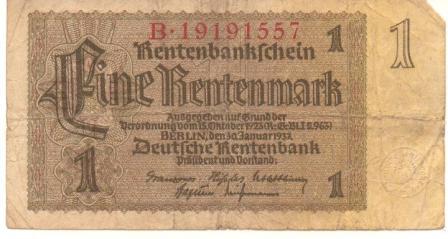 B·19191557
Rentenbankschein 1 1
Eine Rentenmark
Ausgegeben auf Grund der
Verordnung vom 15. Oktober 1923 (R.G.Bl. I S. 963)
BERLIN, den 30. Januar 1937
Deutsche Rentenbank
1 Präsident und Vorstand: 1